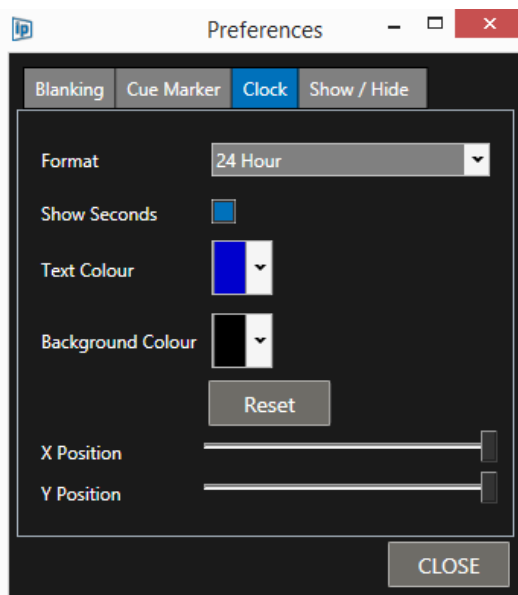 ip
Preferences
Blanking Cue Marker Clock Show / Hide
Format 24 Hour
Show Seconds
Text Colour
Background Colour
Reset
X Position
Y Position
CLOSE